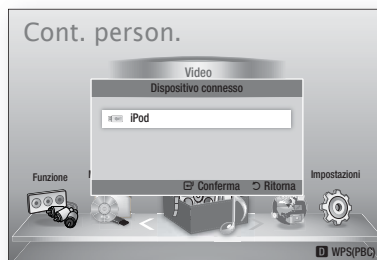 Cont. person.
Video
Dispositivo connesso
iPod
Conferma Ritorna
Funzione
Impostazioni
D WPS(PBC)